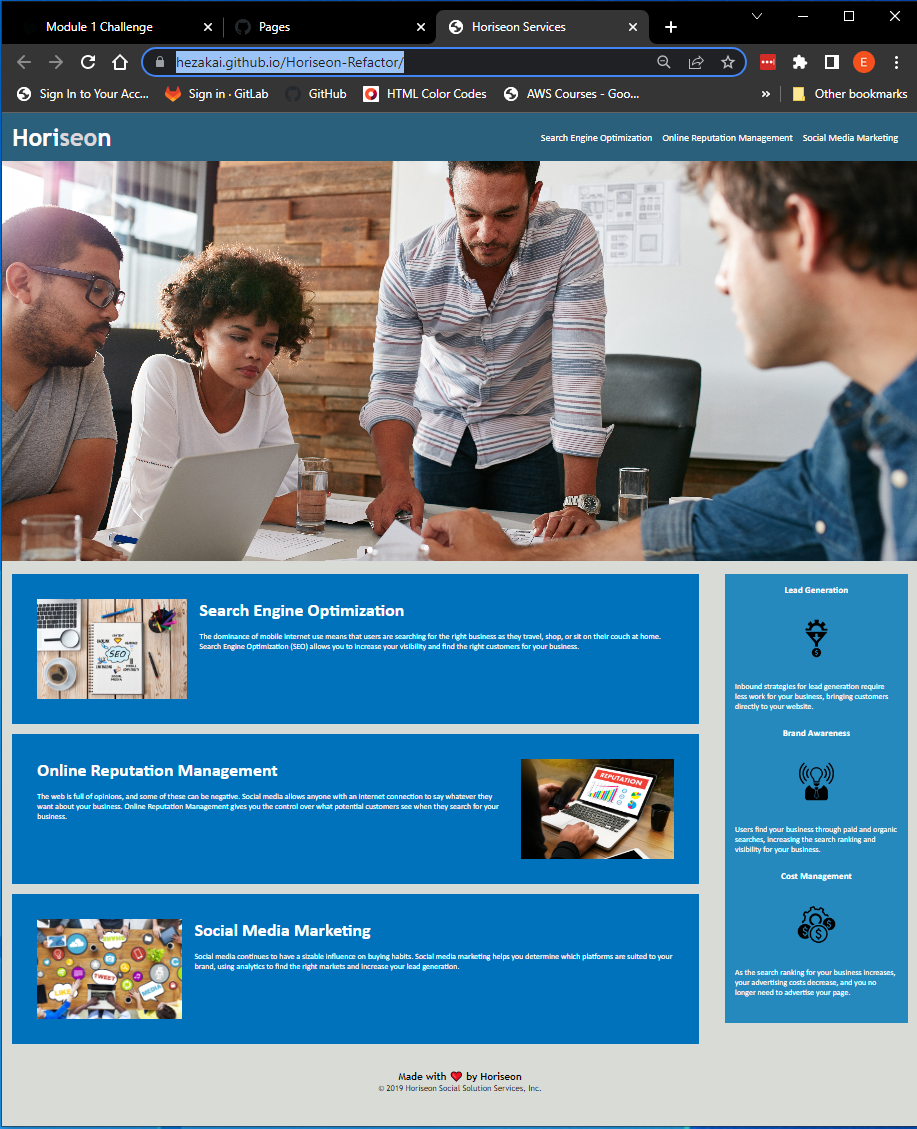 Module 1 Challenge
Pages
Horiseon Services
hezakai.github.io/Horiseon-Refactor/
E
Sign In to Your Acc...
Sign in · GitLab
GitHub
HTML Color Codes
AWS Courses - Goo...
»
Other bookmarks
Horiseon
Search Engine Optimization
Online Reputation Management
Social Media Marketing
SEO
Search Engine Optimization
The dominance of mobile internet use means that users are searching for the right business as they travel, shop, or sit on their couch at home.
Search Engine Optimization (SEO) allows you to increase your visibility and find the right customers for your business.
Online Reputation Management
The web is full of opinions, and some of these can be negative. Social media allows anyone with an internet connection to say whatever they
want about your business. Online Reputation Management gives you the control over what potential customers see when they search for your
business.
REPUTATION
TWEET
LIKE
MEDIA
Social Media Marketing
Social media continues to have a sizable influence on buying habits. Social media marketing helps you determine which platforms are suited to your
brand, using analytics to find the right markets and increase your lead generation.
Lead Generation
$
Inbound strategies for lead generation require
less work for your business, bringing customers
directly to your website.
Brand Awareness
Users find your business through paid and organic
searches, increasing the search ranking and
visibility for your business.
Cost Management
$
$
$
As the search ranking for your business increases,
your advertising costs decrease, and you no
longer need to advertise your page.
Made with ❤️ by Horiseon
© 2019 Horiseon Social Solution Services, Inc.